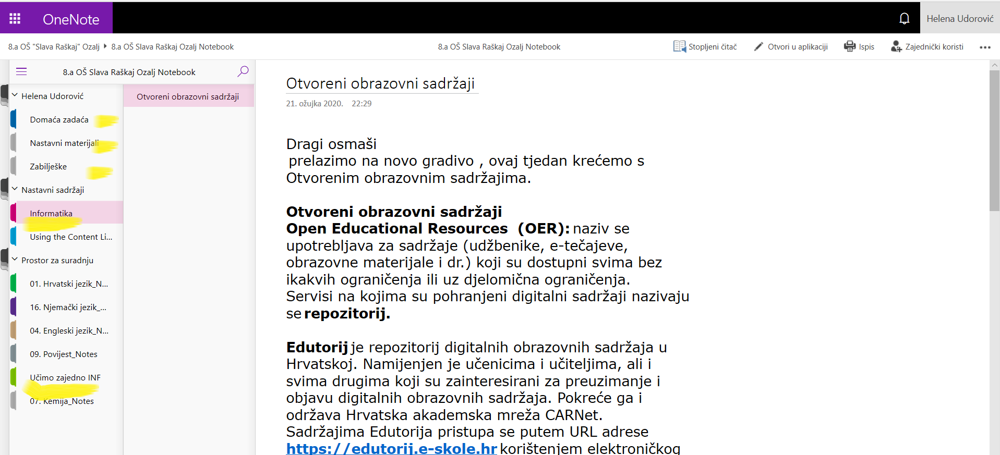 OneNote
Helena Udorović
8.a OŠ "Slava Raškaj" Ozalj
8.a OŠ Slava Raškaj Ozalj Notebook
8.a OŠ Slava Raškaj Ozalj Notebook
Stopljeni čitač
Otvori u aplikaciji
Ispis
Zajednički koristi
8.a OŠ Slava Raškaj Ozalj Notebook
Helena Udorović
Domaća zadaća
Nastavni materijali
Zabilješke
Nastavni sadržaji
Informatika
Using the Content Li...
Prostor za suradnju
01. Hrvatski jezik_N...
16. Njemački jezik_...
04. Engleski jezik_N...
09. Povijest_Notes
Učimo zajedno INF
07. Kemija_Notes
Otvoreni obrazovni sadržaji
Otvoreni obrazovni sadržaji
21. ožujka 2020. 22:29
Dragi osmaši
prelazimo na novo gradivo , ovaj tjedan krećemo s
Otvorenim obrazovnim sadržajima.
Otvoreni obrazovni sadržaji
Open Educational Resources (OER): naziv se
upotrebljava za sadržaje (udžbenike, e-tečajeve,
obrazovne materijale i dr.) koji su dostupni svima bez
ikakvih ograničenja ili uz djelomična ograničenja.
Servisi na kojima su pohranjeni digitalni sadržaji nazivaju
se repozitorij.
Edutorij je repozitorij digitalnih obrazovnih sadržaja u
Hrvatskoj. Namijenjen je učenicima i učiteljima, ali i
svima drugima koji su zainteresirani za preuzimanje i
objavu digitalnih obrazovnih sadržaja. Pokreće ga i
održava Hrvatska akademska mreža CARNet.
Sadržajima Edutorija pristupa se putem URL adrese
https://edutorij.e-skole.hr korištenjem elektroničkog